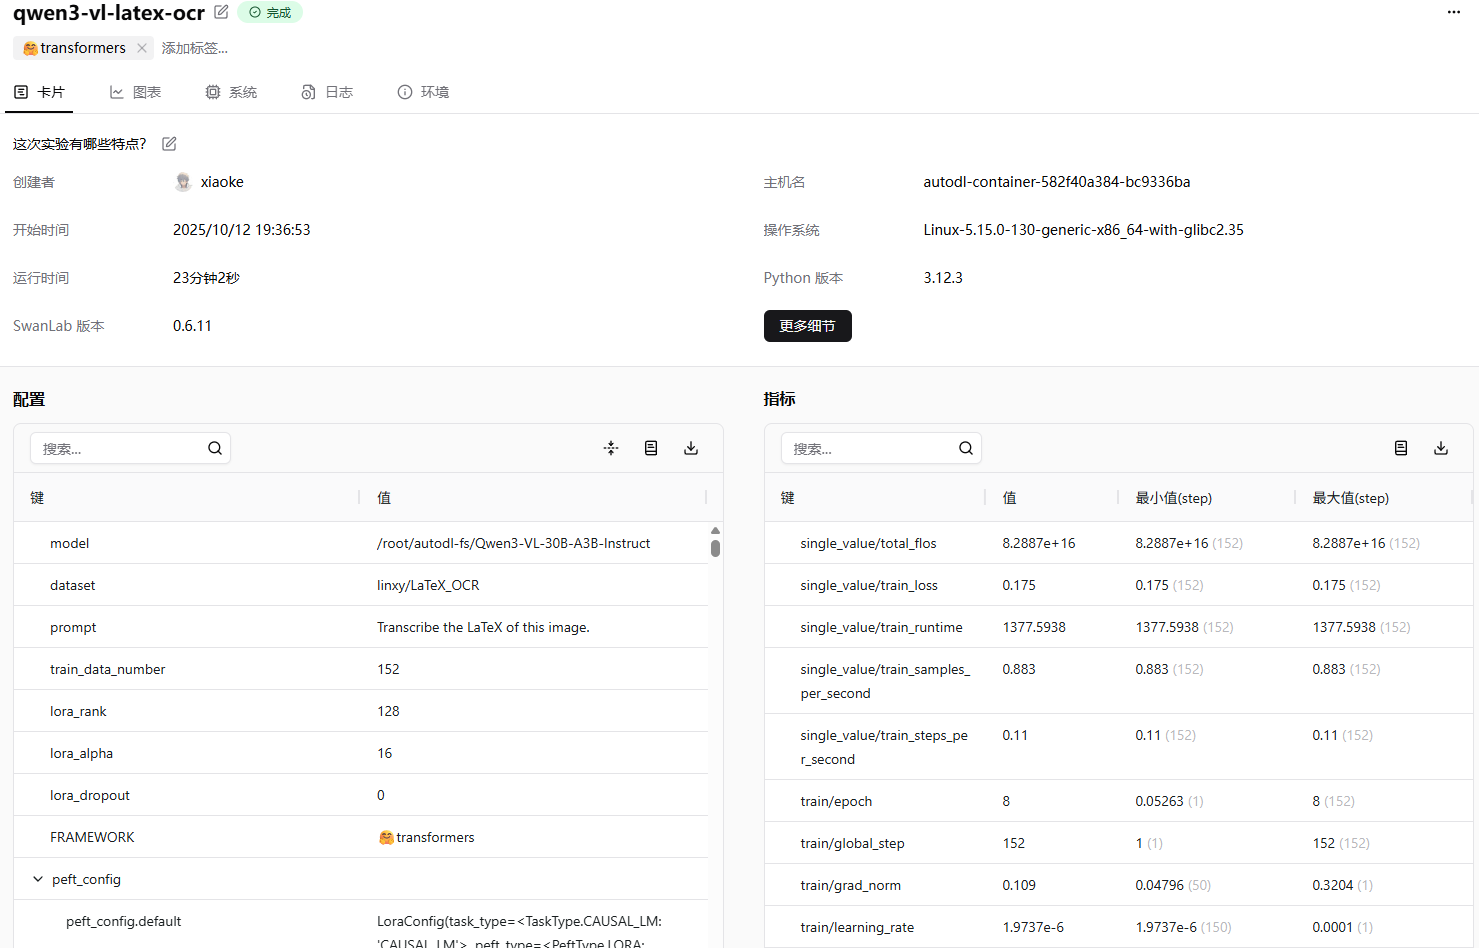 qwen3-vl-latex-ocr 完成
transformers 添加标签...
卡片 图表 系统 日志 环境
这次实验有哪些特点?
创建者 xiaoke
主机名 autodl-container-582f40a384-bc9336ba
开始时间 2025/10/12 19:36:53
操作系统 Linux-5.15.0-130-generic-x86_64-with-glibc2.35
运行时间 23分钟2秒
Python 版本 3.12.3
SwanLab 版本 0.6.11
更多细节
配置
搜索...
键 值
model /root/autodl-fs/Qwen3-VL-30B-A3B-Instruct
dataset linxy/LaTeX_OCR
prompt Transcribe the LaTeX of this image.
train_data_number 152
lora_rank 128
lora_alpha 16
lora_dropout 0
FRAMEWORK transformers
peft_config
peft_config.default LoraConfig(task_type=<TaskType.CAUSAL_LM:
'CAUSAL_LM'>, peft_type=<PeftType.LORA:
指标
搜索...
键 值 最小值(step) 最大值(step)
single_value/total_flos 8.2887e+16 8.2887e+16 (152) 8.2887e+16 (152)
single_value/train_loss 0.175 0.175 (152) 0.175 (152)
single_value/train_runtime 1377.5938 1377.5938 (152) 1377.5938 (152)
single_value/train_samples_ 0.883 0.883 (152) 0.883 (152)
per_second
single_value/train_steps_pe 0.11 0.11 (152) 0.11 (152)
r_second
train/epoch 8 0.05263 (1) 8 (152)
train/global_step 152 1 (1) 152 (152)
train/grad_norm 0.109 0.04796 (50) 0.3204 (1)
train/learning_rate 1.9737e-6 1.9737e-6 (150) 0.0001 (1)